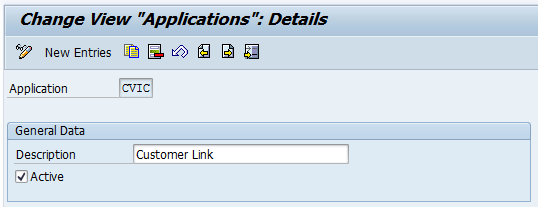 Change View "Applications": Details
New Entries
Application CVIC
General Data
Description Customer Link
Active